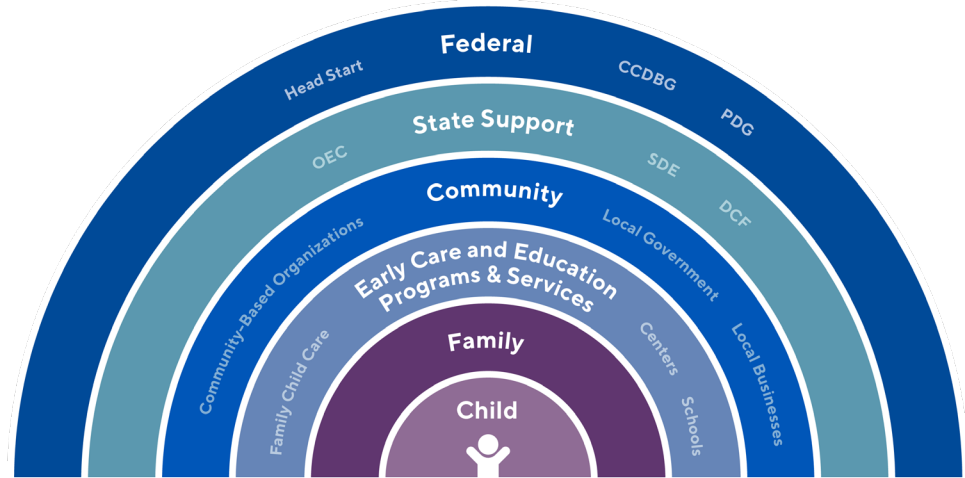 Federal
Head Start
CCDBG
PDG
State Support
OEC
SDE
DCF
Community
Community-Based Organizations
Local Government
Local Businesses
Early Care and Education
Programs & Services
Family Child Care
Centers
Schools
Family
Child